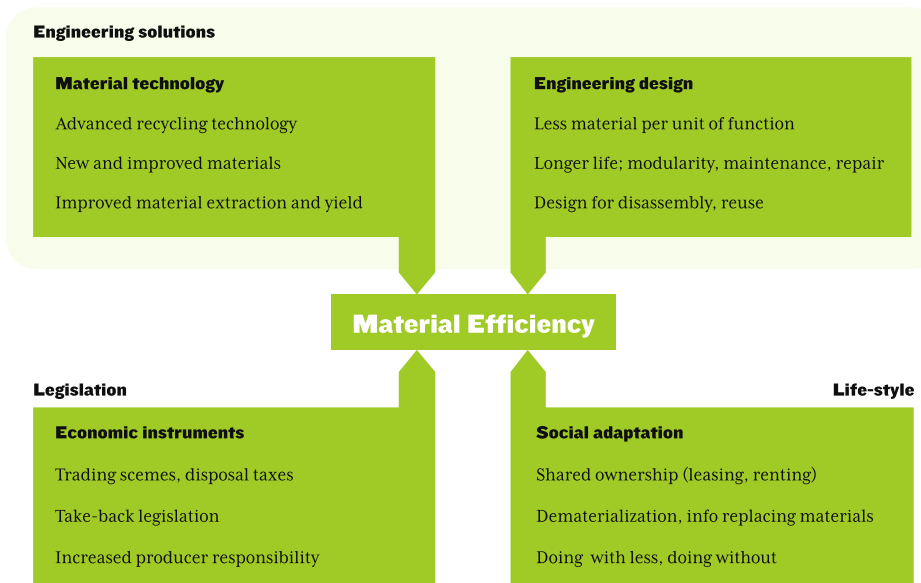 Engineering solutions
Material technology
Advanced recycling technology
New and improved materials
Improved material extraction and yield
Engineering design
Less material per unit of function
Longer life; modularity, maintenance, repair
Design for disassembly, reuse
Material Efficiency
Legislation
Economic instruments
Trading schemes, disposal taxes
Take-back legislation
Increased producer responsibility
Life-style
Social adaptation
Shared ownership (leasing, renting)
Dematerialization, info replacing materials
Doing with less, doing without